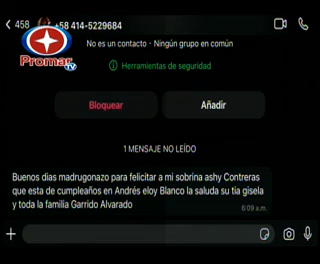 458
+58 414-5229684
Promar
TV
No es un contacto · Ningún grupo en común
Herramientas de seguridad
Bloquear
Añadir
1 MENSAJE NO LEÍDO
Buenos dias madrugonazo para felicitar a mi sobrina ashy Contreras
que esta de cumpleaños en Andrés eloy Blanco la saluda su tia gisela
y toda la familia Garrido Alvarado
6:09 a.m.